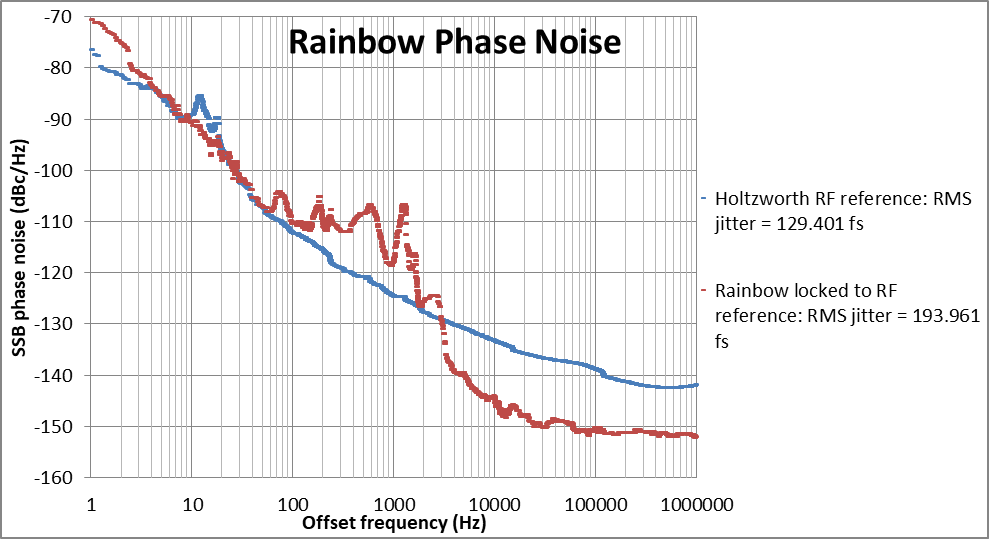 Rainbow Phase Noise
-70
-80
-90
-100
-110
-120
-130
-140
-150
-160
SSB phase noise (dBc/Hz)
1
10
100
1000
10000
100000
1000000
Offset frequency (Hz)
Holtzworth RF reference: RMS
jitter = 129.401 fs
Rainbow locked to RF
reference: RMS jitter = 193.961
fs